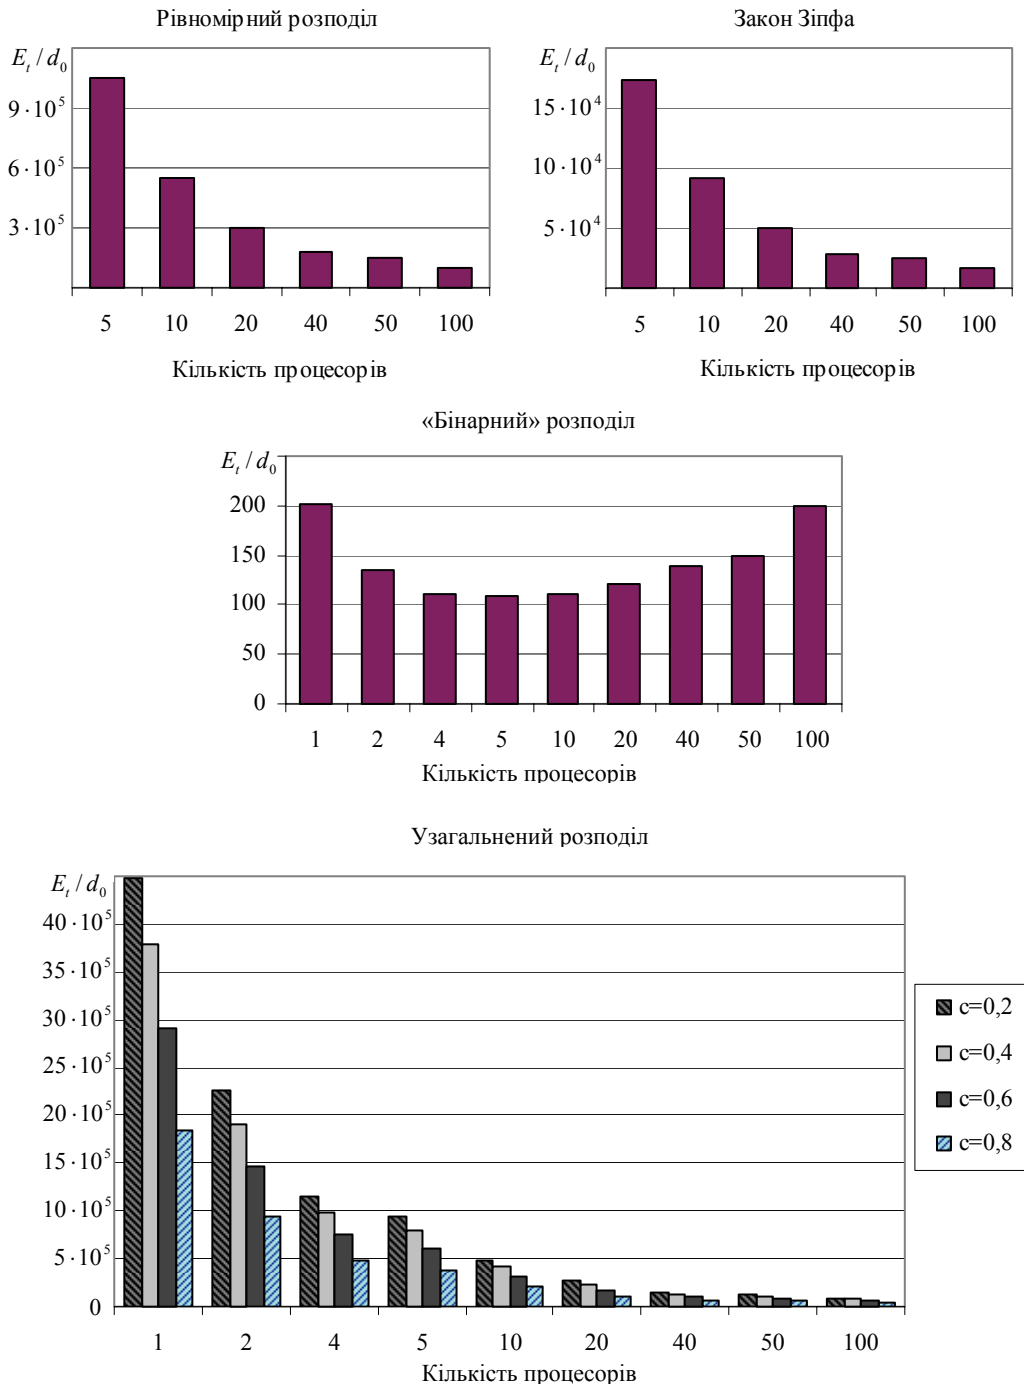 Рівномірний розподіл
E_t / d_0
9·10^5
6·10^5
3·10^5
5 10 20 40 50 100
Кількість процесорів
Закон Зіпфа
E_t / d_0
15·10^4
10·10^4
5·10^4
5 10 20 40 50 100
Кількість процесорів
«Бінарний» розподіл
E_t / d_0
200
150
100
50
0
1 2 4 5 10 20 40 50 100
Кількість процесорів
Узагальнений розподіл
E_t / d_0
40·10^5
35·10^5
30·10^5
25·10^5
20·10^5
15·10^5
10·10^5
5·10^5
0
1 2 4 5 10 20 40 50 100
Кількість процесорів
c=0,2
c=0,4
c=0,6
c=0,8